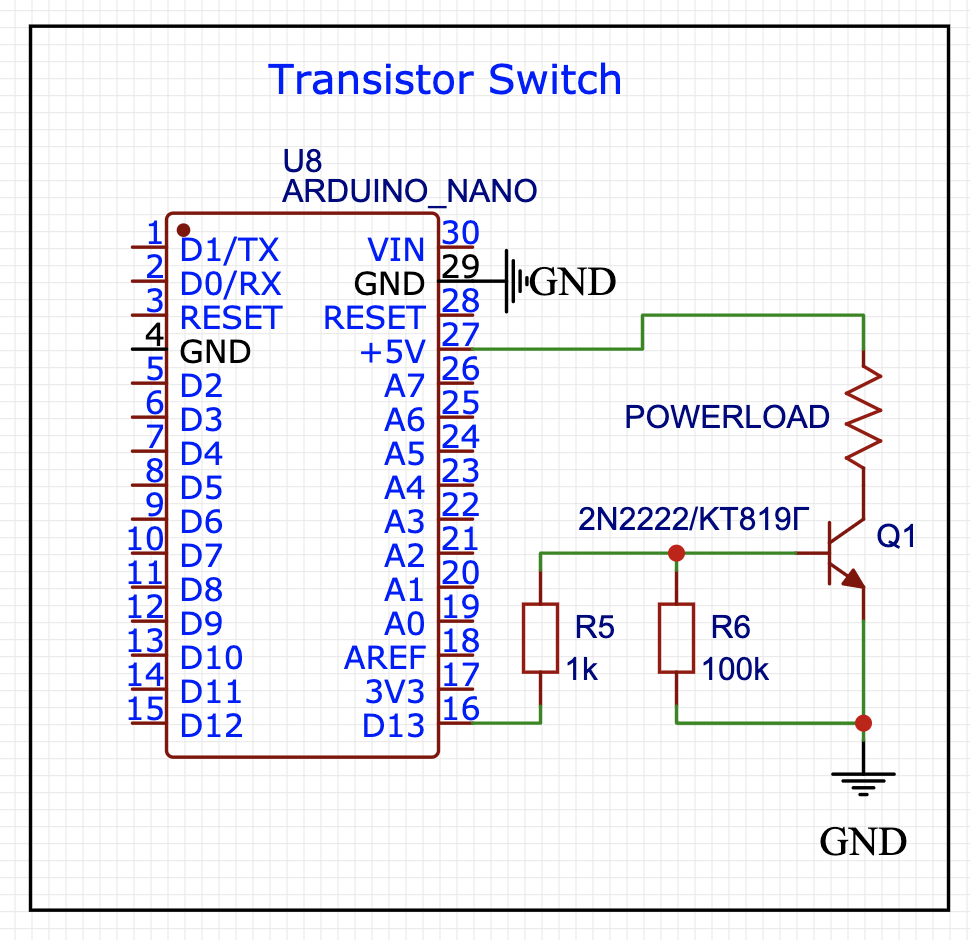 Transistor Switch
U8
ARDUINO_NANO
1 D1/TX VIN 30
2 D0/RX GND 29 GND
3 RESET RESET 28
4 GND +5V 27
5 D2 A7 26
6 D3 A6 25
7 D4 A5 24
8 D5 A4 23
9 D6 A3 22
10 D7 A2 21
11 D8 A1 20
12 D9 A0 19
13 D10 AREF 18
14 D11 3V3 17
15 D12 D13 16
POWERLOAD
2N2222/KT819Г
Q1
R5
1k
R6
100k
GND